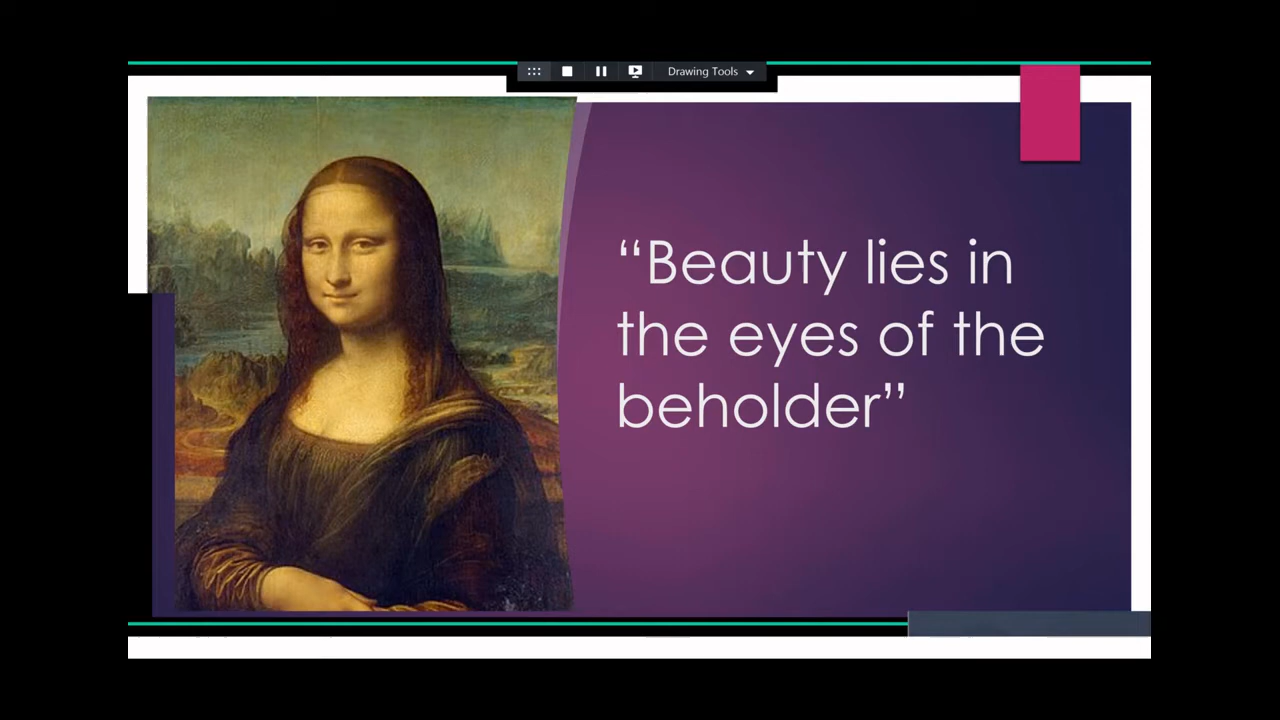 Drawing Tools
“Beauty lies in
the eyes of the
beholder”